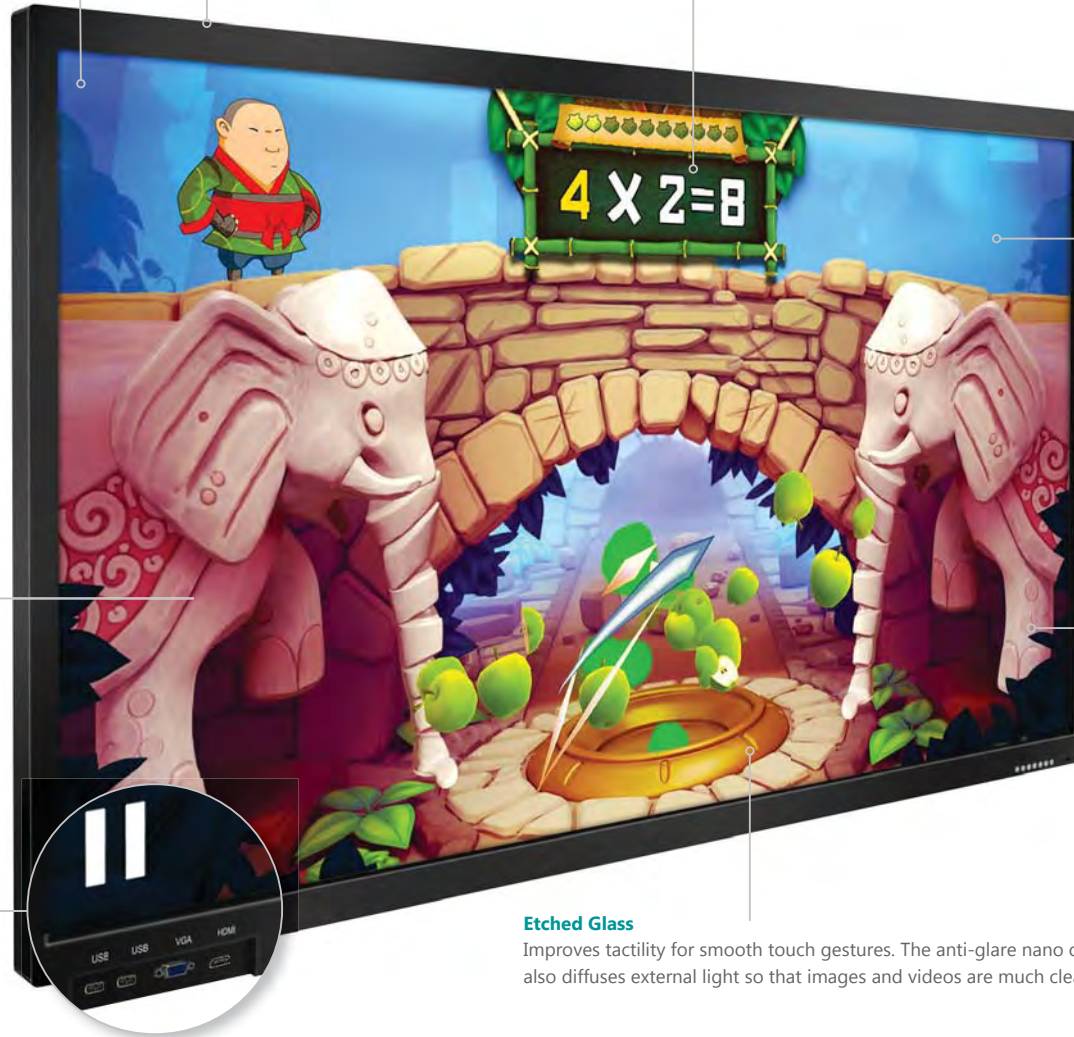 4 X 2=8
USB USB VGA HDMI
Etched Glass
Improves tactility for smooth touch gestures. The anti-glare nano
also diffuses external light so that images and videos are much